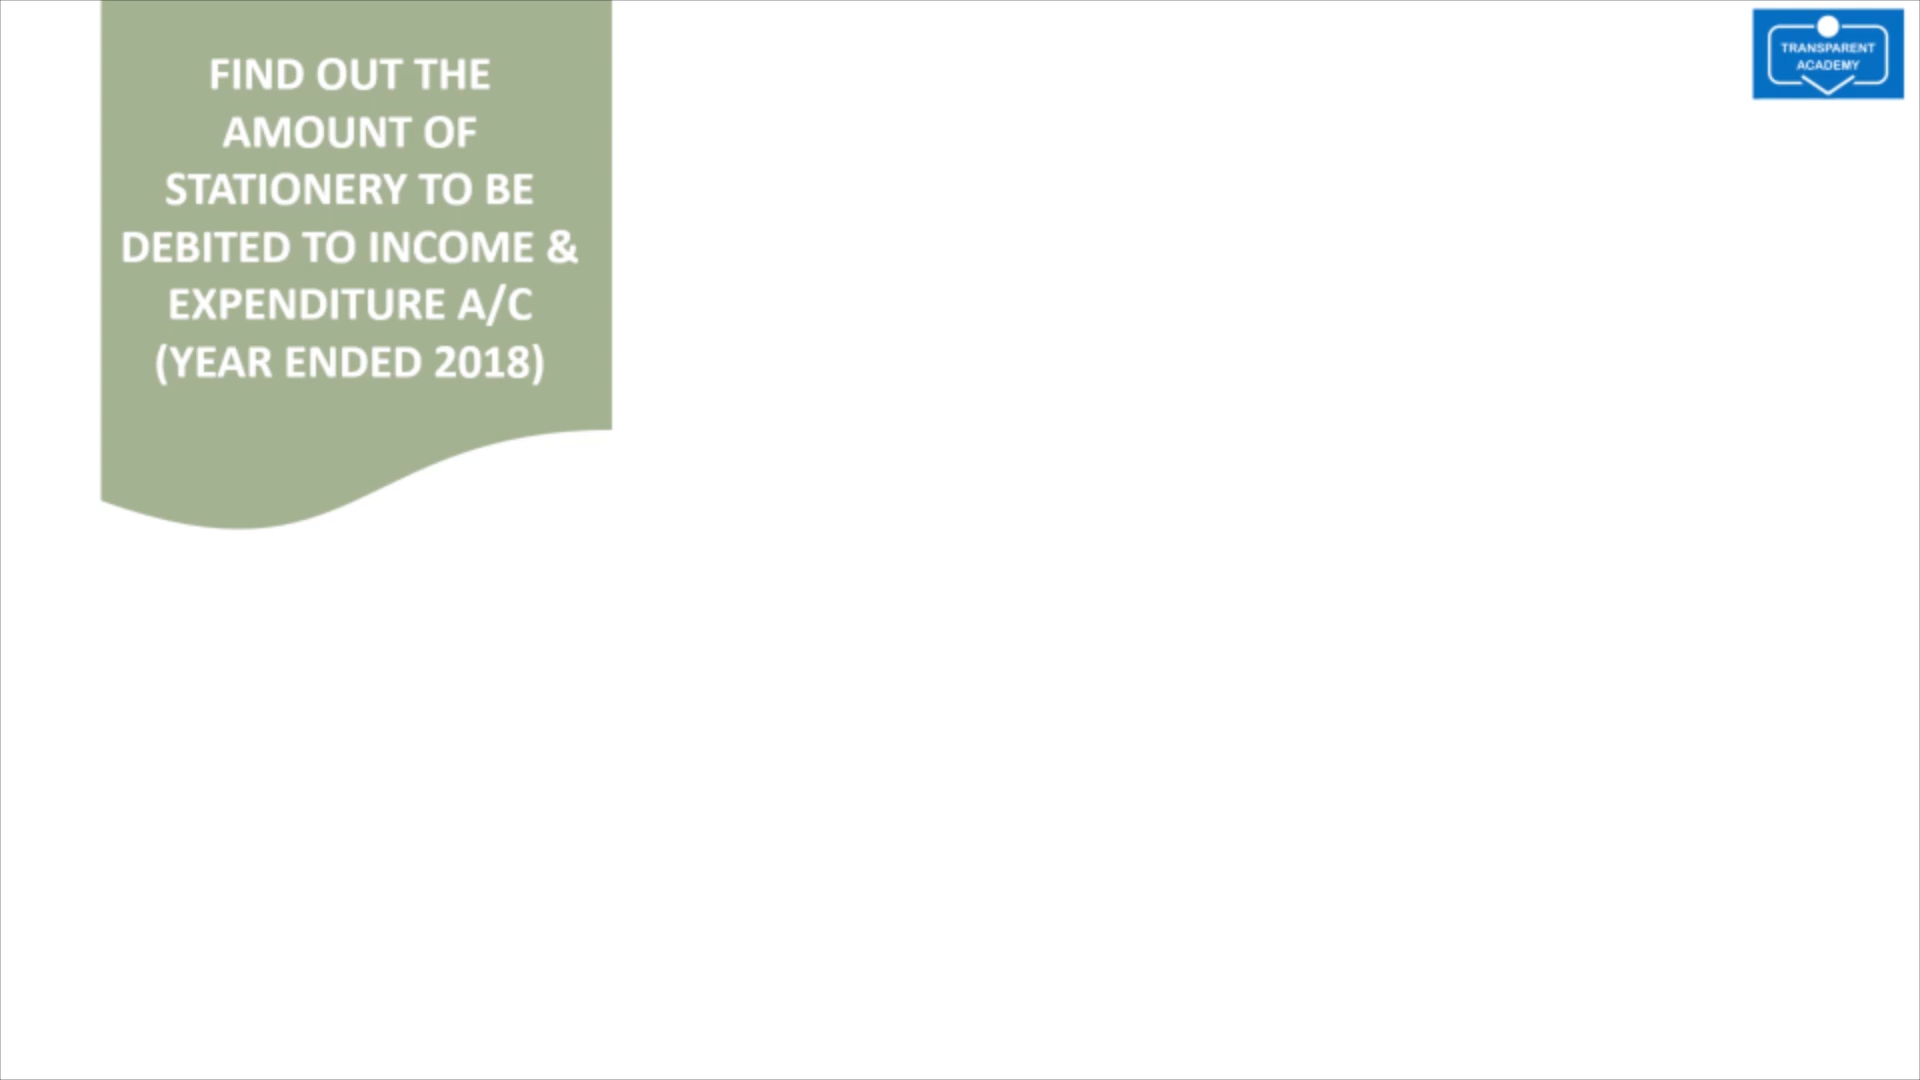 FIND OUT THE
AMOUNT OF
STATIONERY TO BE
DEBITED TO INCOME &
EXPENDITURE A/C
(YEAR ENDED 2018)
TRANSPARENT
ACADEMY